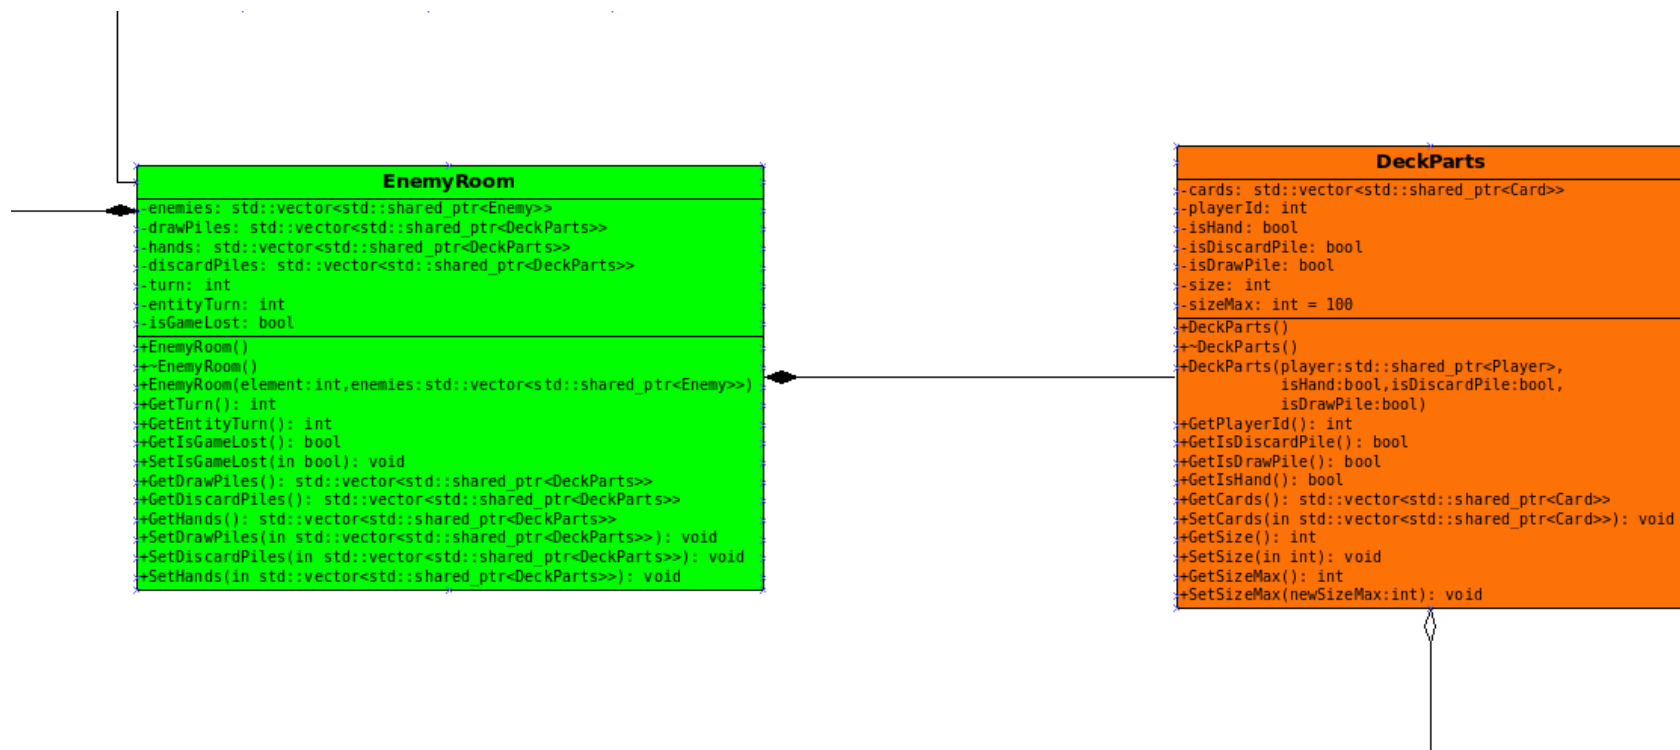 EnemyRoom
-enemies: std::vector<std::shared_ptr<Enemy>>
-drawPiles: std::vector<std::shared_ptr<DeckParts>>
-hands: std::vector<std::shared_ptr<DeckParts>>
-discardPiles: std::vector<std::shared_ptr<DeckParts>>
-turn: int
-entityTurn: int
-isGameLost: bool
+EnemyRoom()
+~EnemyRoom()
+EnemyRoom(element:int,enemies:std::vector<std::shared_ptr<Enemy>>)
+GetTurn(): int
+GetEntityTurn(): int
+GetIsGameLost(): bool
+SetIsGameLost(in bool): void
+GetDrawPiles(): std::vector<std::shared_ptr<DeckParts>>
+GetDiscardPiles(): std::vector<std::shared_ptr<DeckParts>>
+GetHands(): std::vector<std::shared_ptr<DeckParts>>
+SetDrawPiles(in std::vector<std::shared_ptr<DeckParts>>): void
+SetDiscardPiles(in std::vector<std::shared_ptr<DeckParts>>): void
+SetHands(in std::vector<std::shared_ptr<DeckParts>>): void
DeckParts
-cards: std::vector<std::shared_ptr<Card>>
-playerId: int
-isHand: bool
-isDiscardPile: bool
-isDrawPile: bool
-size: int
-sizeMax: int = 100
+DeckParts()
+~DeckParts()
+DeckParts(player:std::shared_ptr<Player>,
isHand:bool,isDiscardPile:bool,
isDrawPile:bool)
+GetPlayerId(): int
+GetIsDiscardPile(): bool
+GetIsDrawPile(): bool
+GetIsHand(): bool
+GetCards(): std::vector<std::shared_ptr<Card>>
+SetCards(in std::vector<std::shared_ptr<Card>>): void
+GetSize(): int
+SetSize(in int): void
+GetSizeMax(): int
+SetSizeMax(newSizeMax:int): void